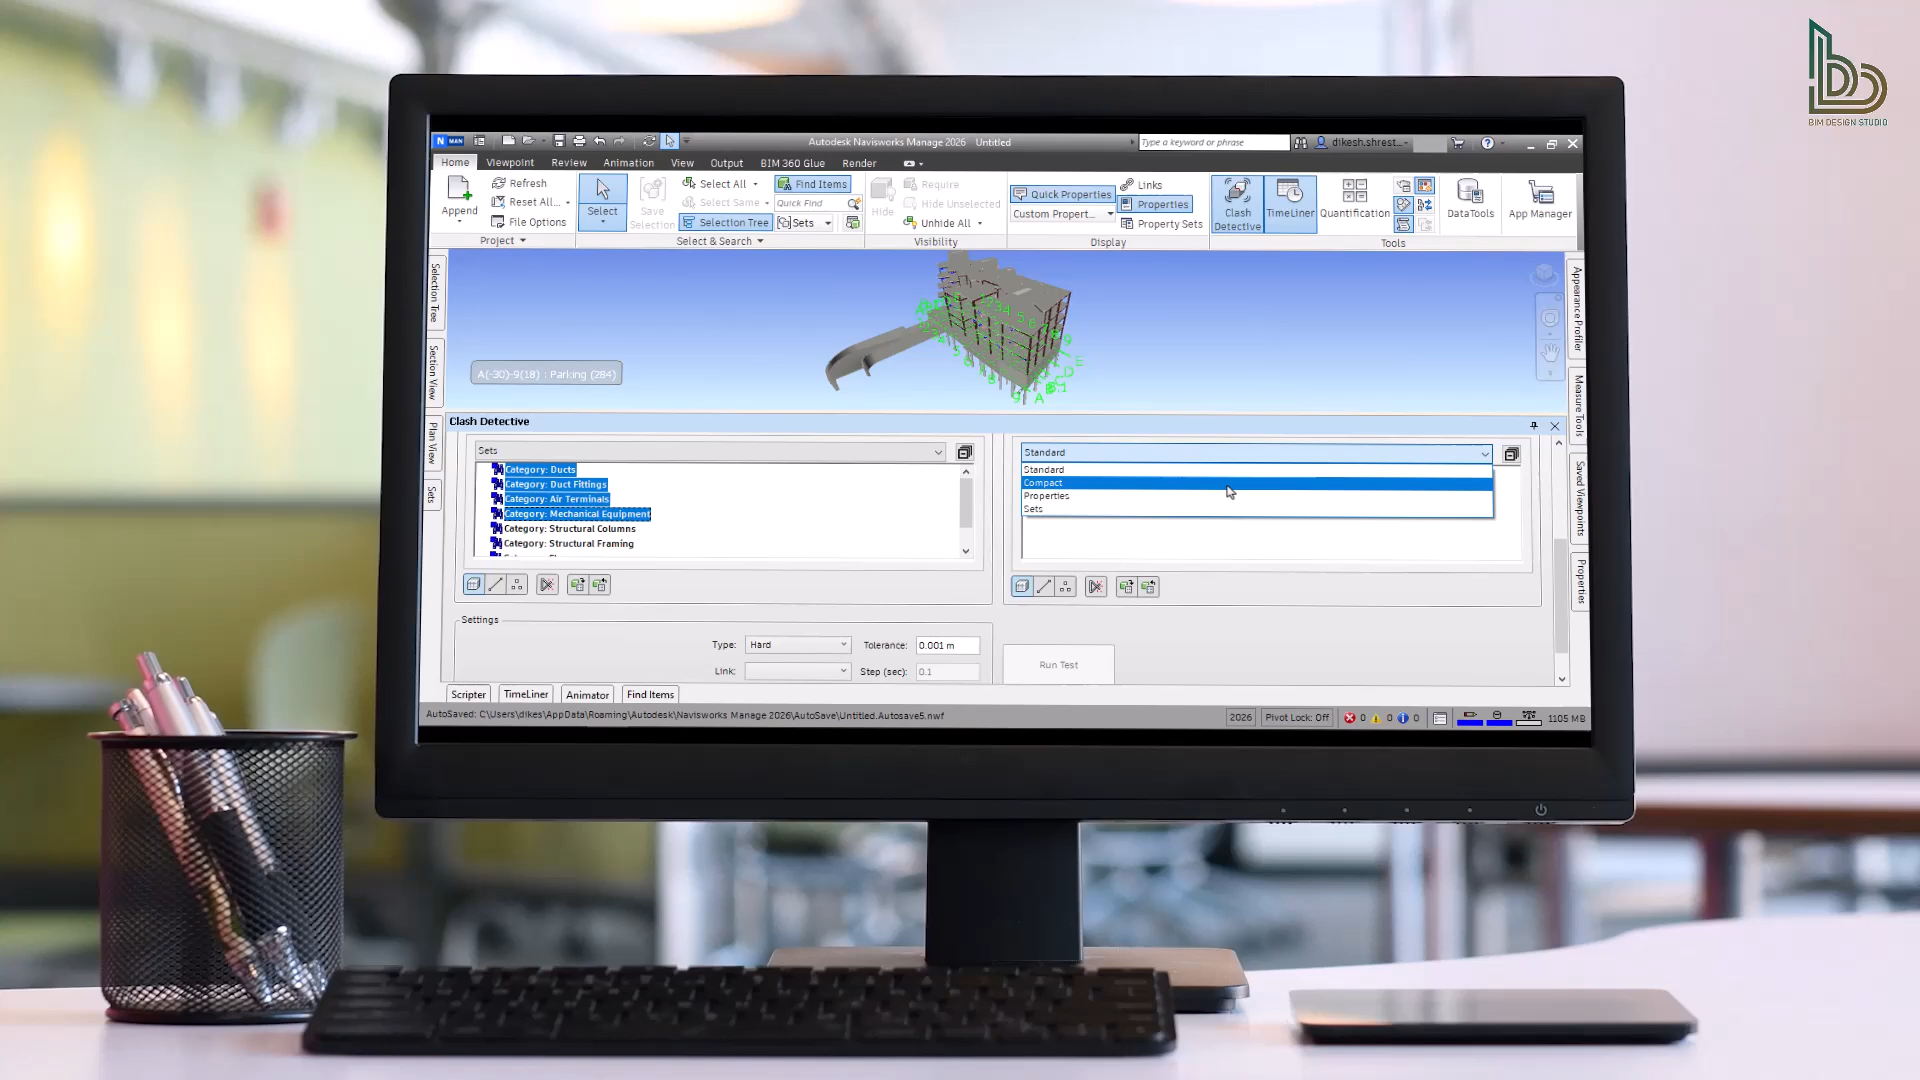 BIM DESIGN STUDIO
N MAN
Autodesk Navisworks Manage 2026 Untitled
Type a keyword or phrase
dikesh.shrest...
Home Viewpoint Review Animation View Output BIM 360 Glue Render
Append
Refresh
Reset All...
File Options
Project
Select
Save Selection
Select All
Select Same
Selection Tree
Find Items
Quick Find
Sets
Select & Search
Hide
Require
Hide Unselected
Unhide All
Visibility
Quick Properties
Custom Propert...
Links
Properties
Property Sets
Display
Clash Detective
TimeLiner
Quantification
DataTools
App Manager
Tools
Selection Tree
Section View
Plan View
Sets
A(-30)-9(18) : Parking (284)
Appearance Profiler
Measure Tools
Saved Viewpoints
Properties
Clash Detective
Sets
Category: Ducts
Category: Duct Fittings
Category: Air Terminals
Category: Mechanical Equipment
Category: Structural Columns
Category: Structural Framing
Standard
Standard
Compact
Properties
Sets
Settings
Type: Hard Tolerance: 0.001 m
Link: Step (sec): 0.1
Run Test
Scripter TimeLiner Animator Find Items
AutoSaved: C:\Users\dikes\AppData\Roaming\Autodesk\Navisworks Manage 2026\AutoSave\Untitled.Autosave5.nwf
2026 Pivot Lock: Off 0 0 0 1105 MB